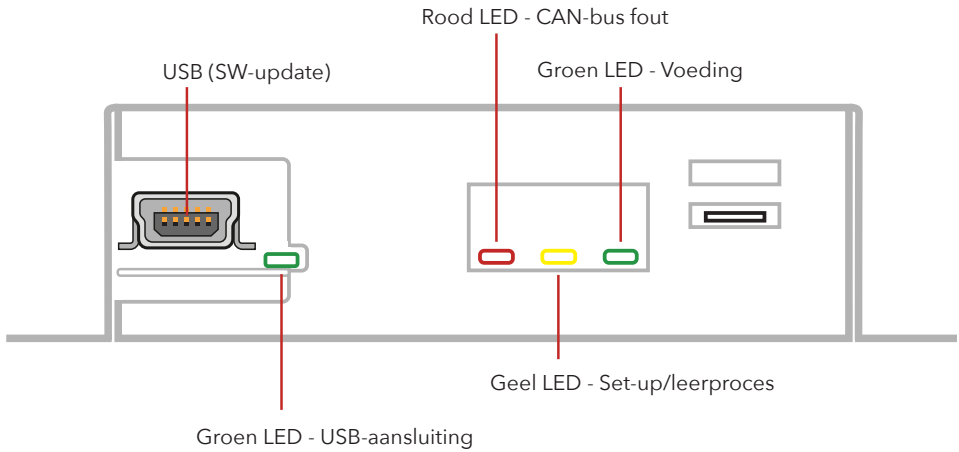 Rood LED - CAN-bus fout
USB (SW-update)
Groen LED - Voeding
Geel LED - Set-up/leerproces
Groen LED - USB-aansluiting